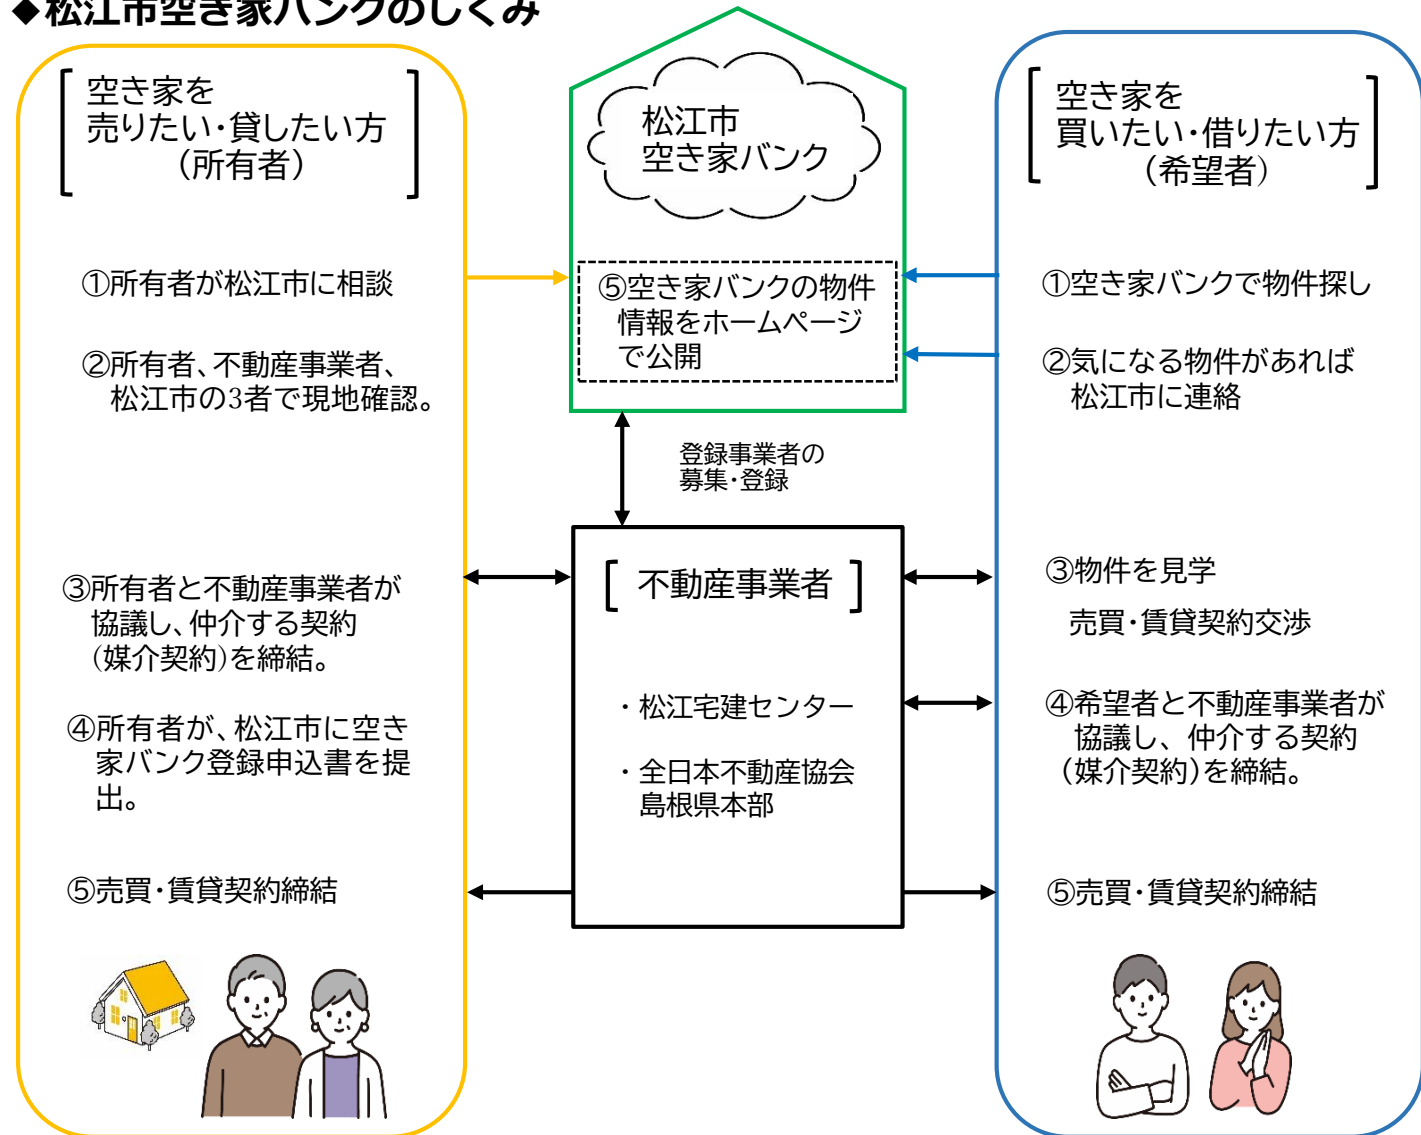 ◆松江市空き家バンクのしくみ
空き家を
売りたい・貸したい方
（所有者）
①所有者が松江市に相談
②所有者、不動産事業者、
松江市の3者で現地確認。
③所有者と不動産事業者が
協議し、仲介する契約
（媒介契約）を締結。
④所有者が、松江市に空き
家バンク登録申込書を提
出。
⑤売買・賃貸契約締結
松江市
空き家バンク
⑤空き家バンクの物件
情報をホームページ
で公開
登録事業者の
募集・登録
不動産事業者
・松江宅建センター
・全日本不動産協会
島根県本部
空き家を
買いたい・借りたい方
（希望者）
①空き家バンクで物件探し
②気になる物件があれば
松江市に連絡
③物件を見学
売買・賃貸契約交渉
④希望者と不動産事業者が
協議し、仲介する契約
（媒介契約）を締結。
⑤売買・賃貸契約締結